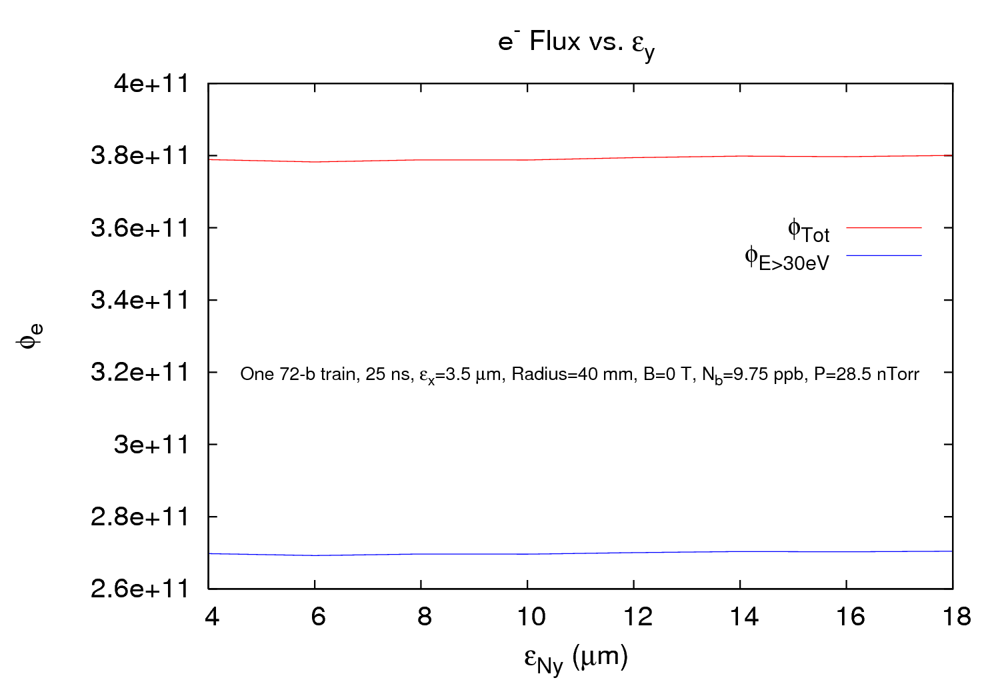 e⁻ Flux vs. εy
4e+11
3.8e+11
3.6e+11
3.4e+11
3.2e+11
3e+11
2.8e+11
2.6e+11
ϕe
ϕTot
ϕE>30eV
One 72-b train, 25 ns, εx=3.5 μm, Radius=40 mm, B=0 T, Nb=9.75 ppb, P=28.5 nTorr
4 6 8 10 12 14 16 18
εNy (μm)